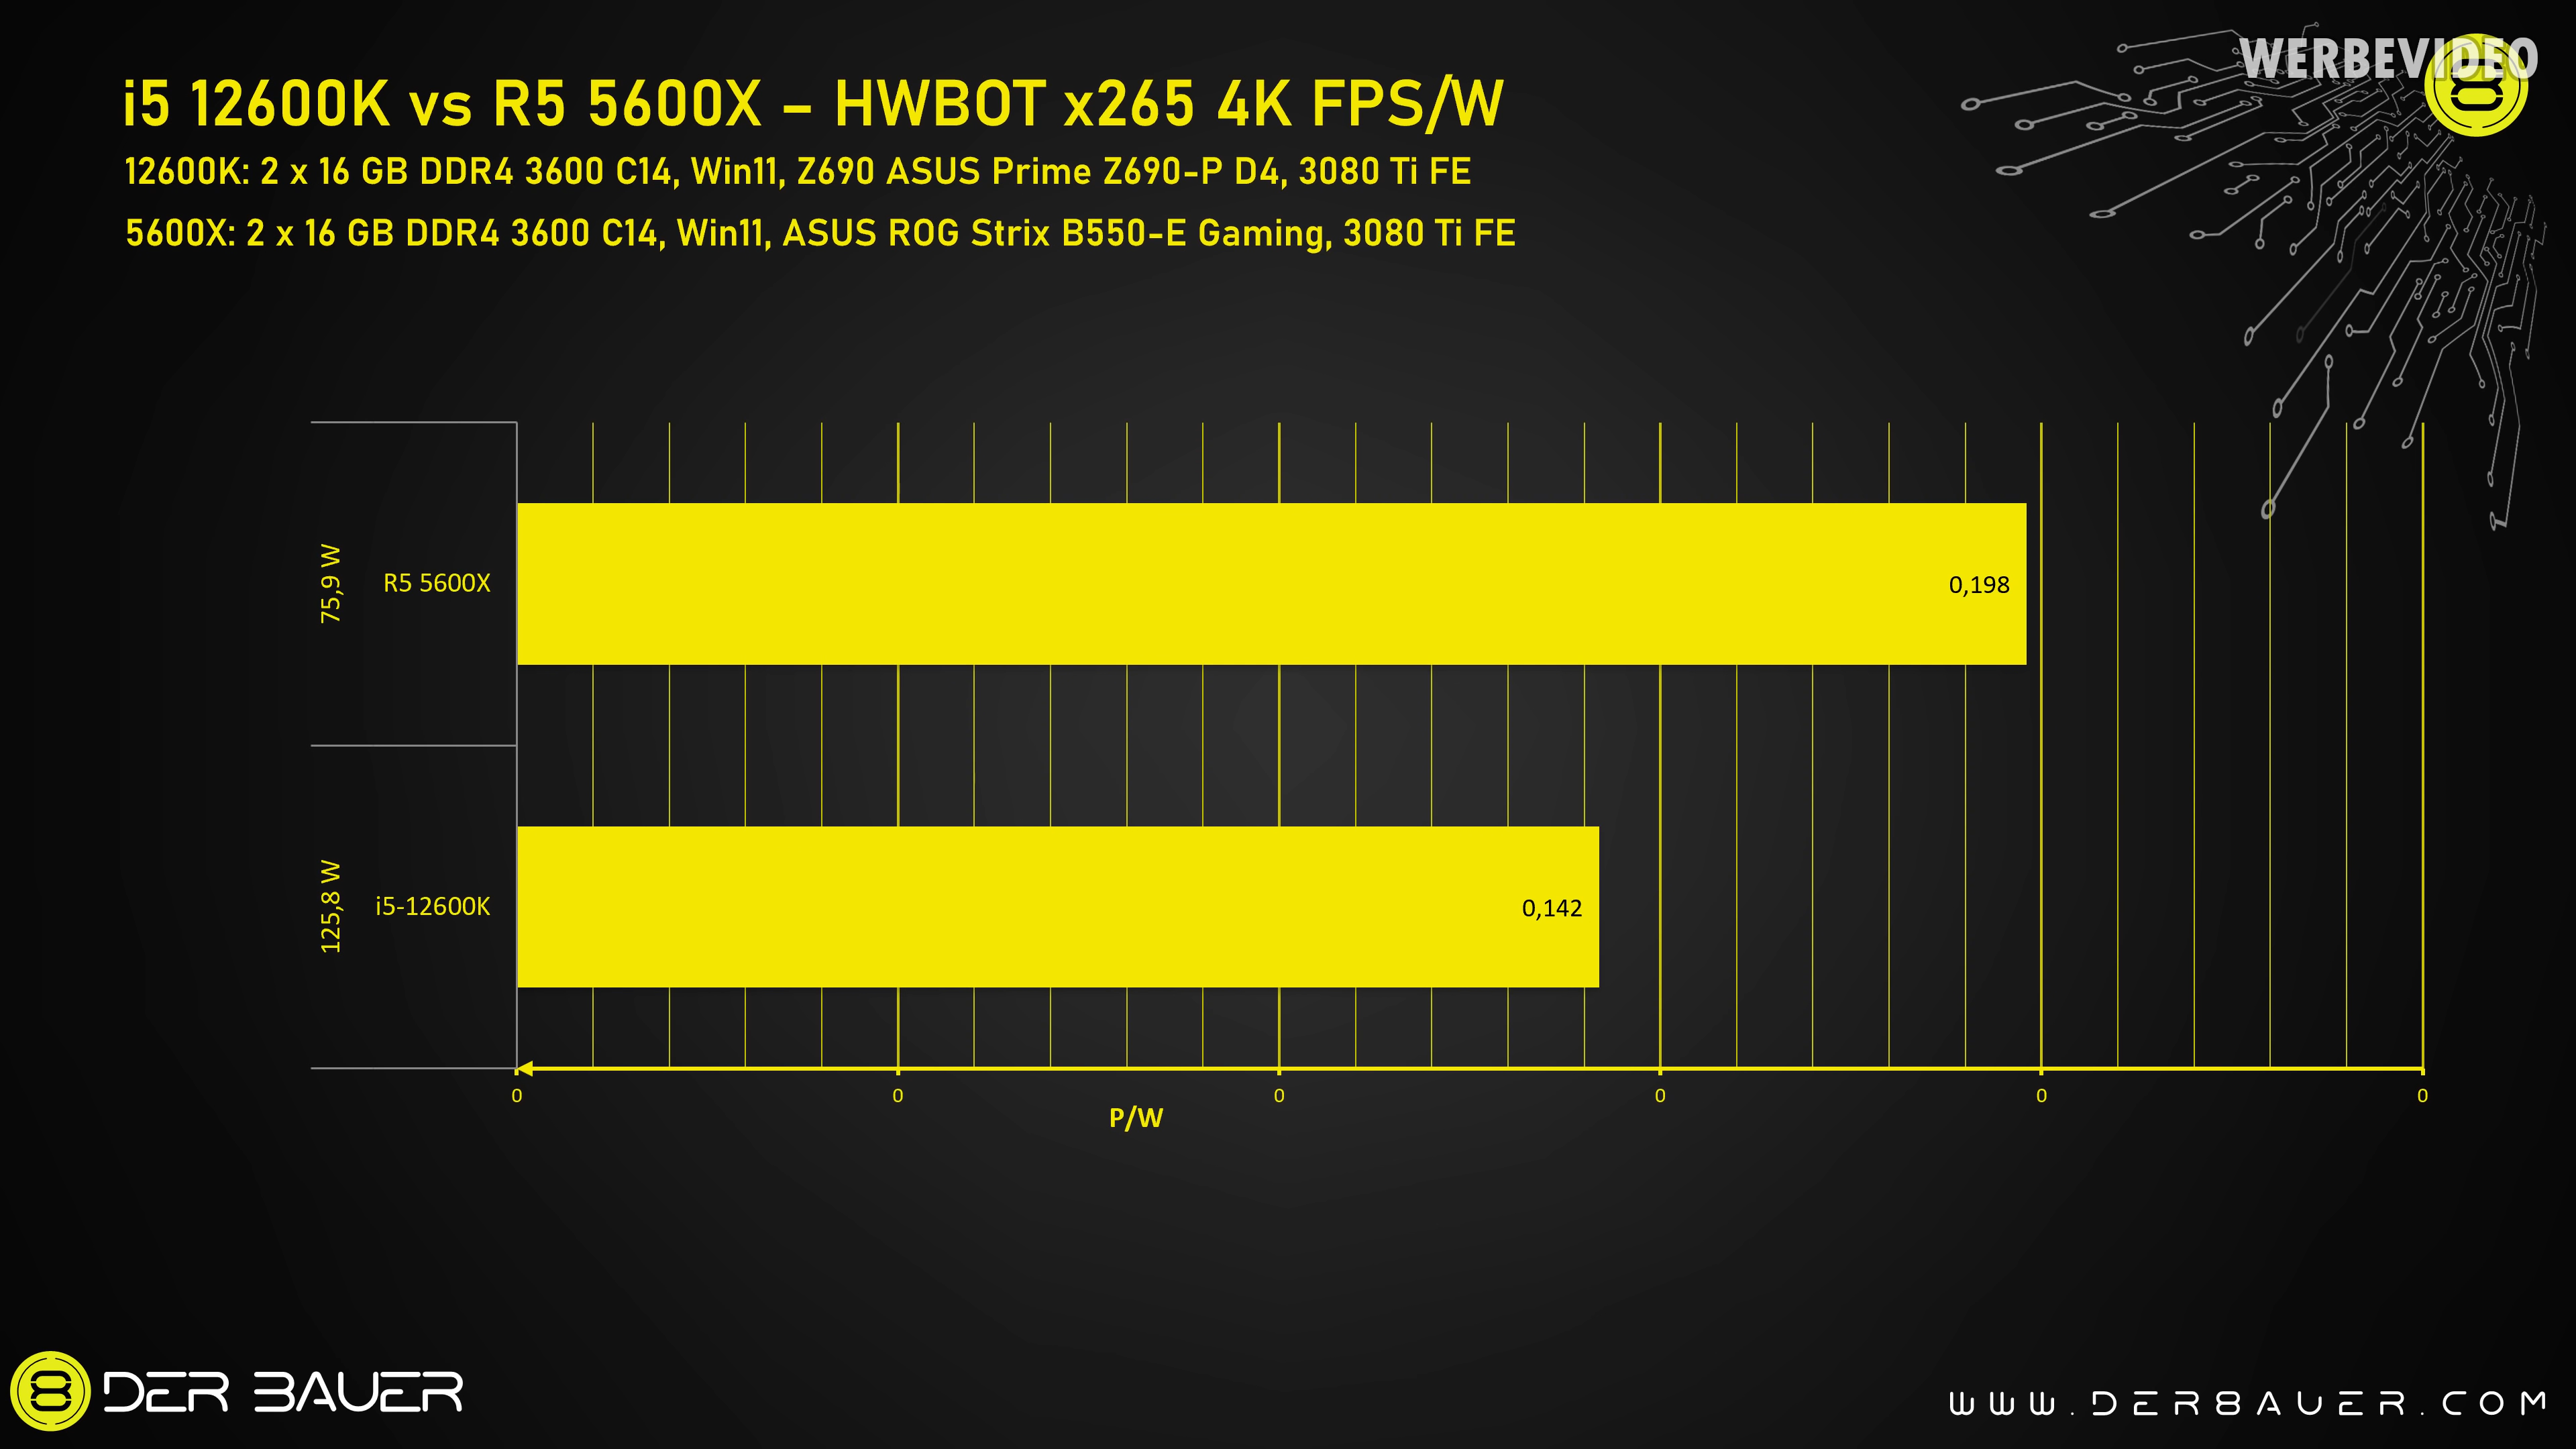 WERBEVIDEO
i5 12600K vs R5 5600X – HWBOT x265 4K FPS/W
12600K: 2 x 16 GB DDR4 3600 C14, Win11, Z690 ASUS Prime Z690-P D4, 3080 Ti FE
5600X: 2 x 16 GB DDR4 3600 C14, Win11, ASUS ROG Strix B550-E Gaming, 3080 Ti FE
75,9 W
R5 5600X
0,198
125,8 W
i5-12600K
0,142
0 0 0 0 0 0
P/W
8 DER BAUER
WWW.DER8AUER.COM